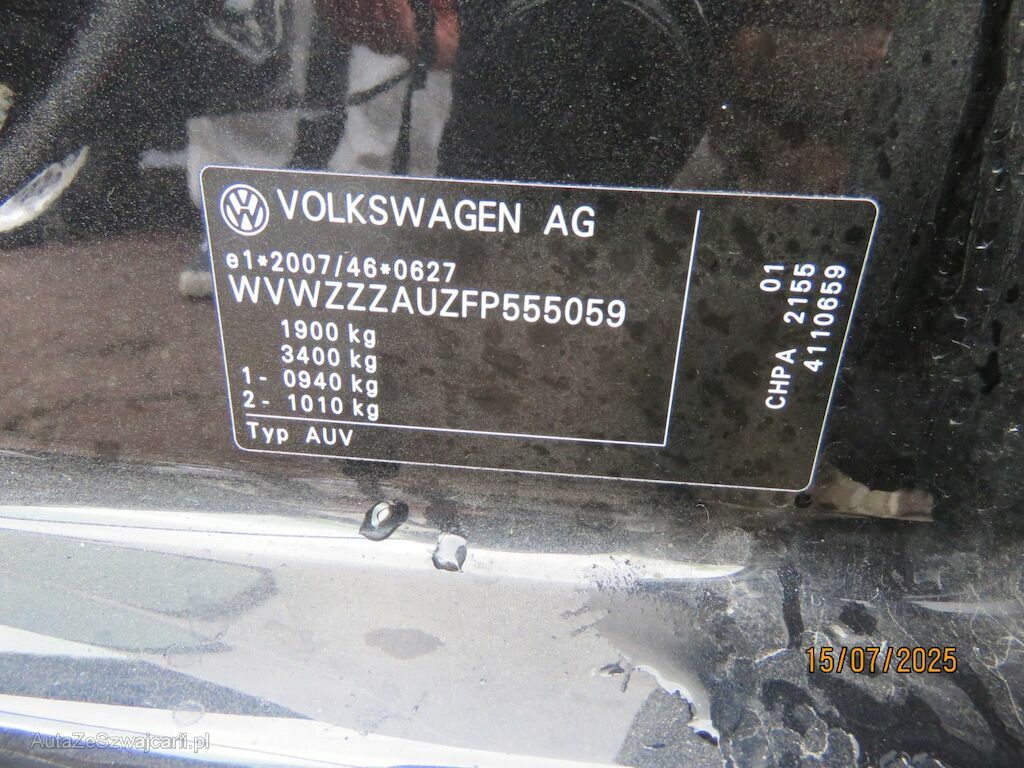 VOLKSWAGEN AG
e1*2007/46*0627
WVWZZZAUZFP555059
1900 kg
3400 kg
1- 0940 kg
2- 1010 kg
Typ AUV
01
CHPA 2155
4110659
15/07/2025
AutaZeSzwajcarii.pl